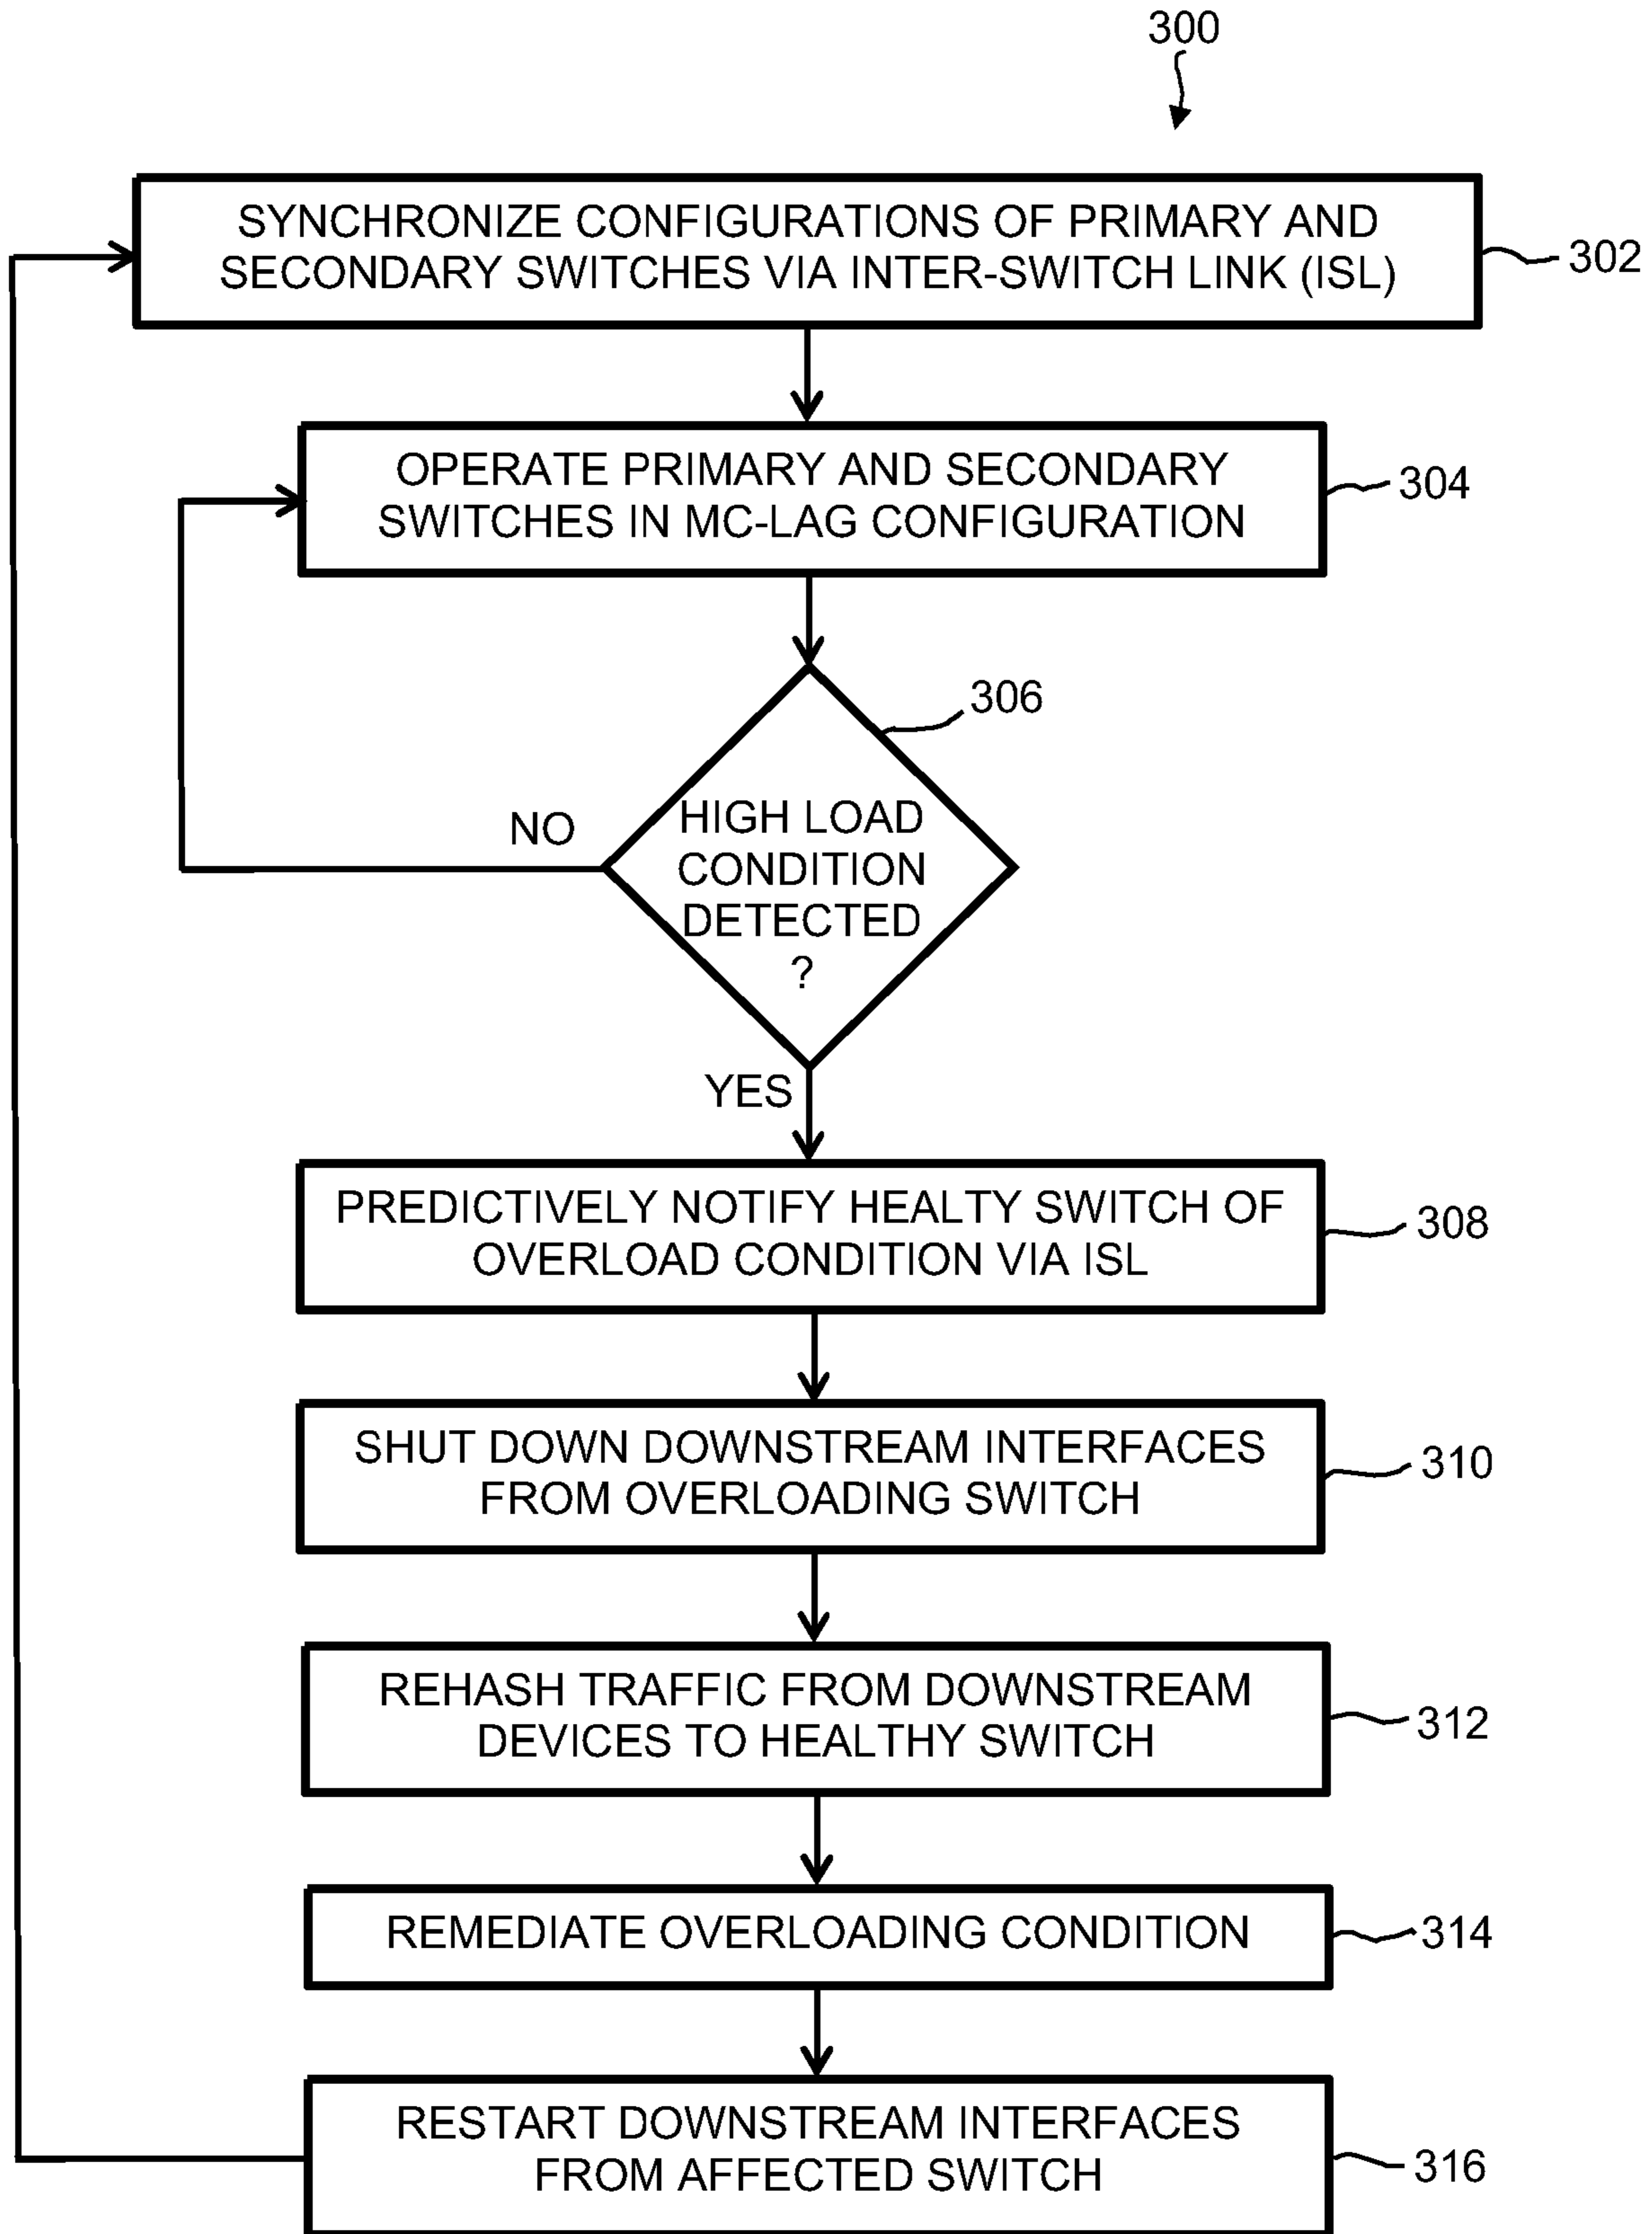 300
SYNCHRONIZE CONFIGURATIONS OF PRIMARY AND
SECONDARY SWITCHES VIA INTER-SWITCH LINK (ISL)
302
OPERATE PRIMARY AND SECONDARY
SWITCHES IN MC-LAG CONFIGURATION
304
306
HIGH LOAD
CONDITION
DETECTED
?
NO
YES
PREDICTIVELY NOTIFY HEALTY SWITCH OF
OVERLOAD CONDITION VIA ISL
308
SHUT DOWN DOWNSTREAM INTERFACES
FROM OVERLOADING SWITCH
310
REHASH TRAFFIC FROM DOWNSTREAM
DEVICES TO HEALTHY SWITCH
312
REMEDIATE OVERLOADING CONDITION
314
RESTART DOWNSTREAM INTERFACES
FROM AFFECTED SWITCH
316